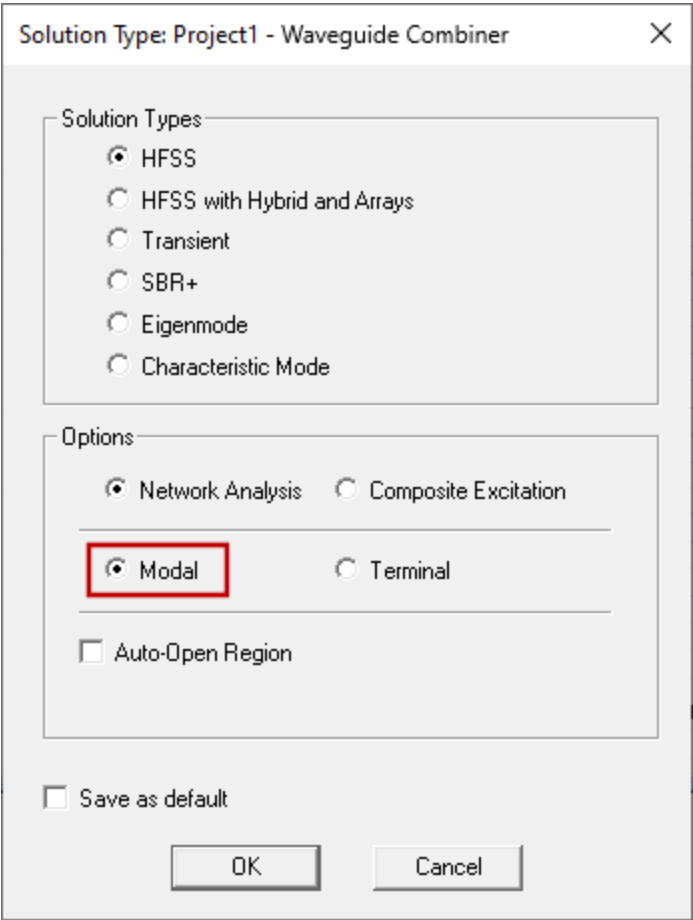 Solution Type: Project1 - Waveguide Combiner
Solution Types
HFSS
HFSS with Hybrid and Arrays
Transient
SBR+
Eigenmode
Characteristic Mode
Options
Network Analysis Composite Excitation
Modal Terminal
Auto-Open Region
Save as default
OK Cancel